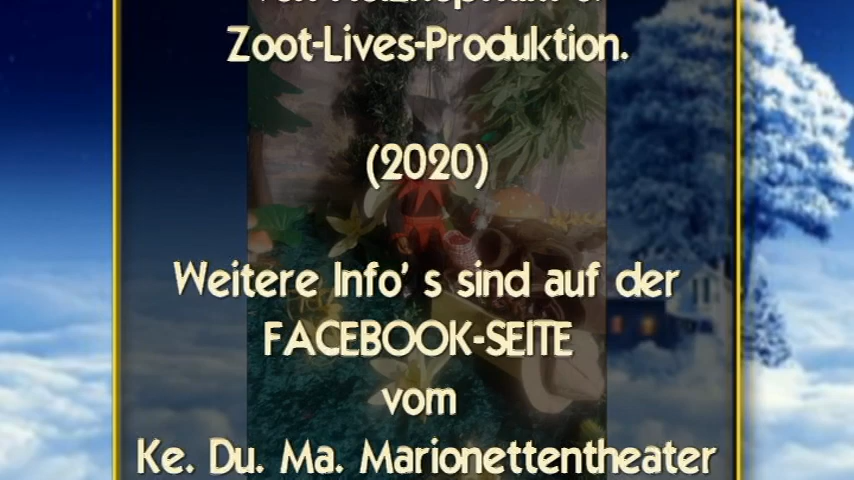 Zoot-Lives-Produktion.
(2020)
Weitere Info' s sind auf der
FACEBOOK-SEITE
vom
Ke. Du. Ma. Marionettentheater